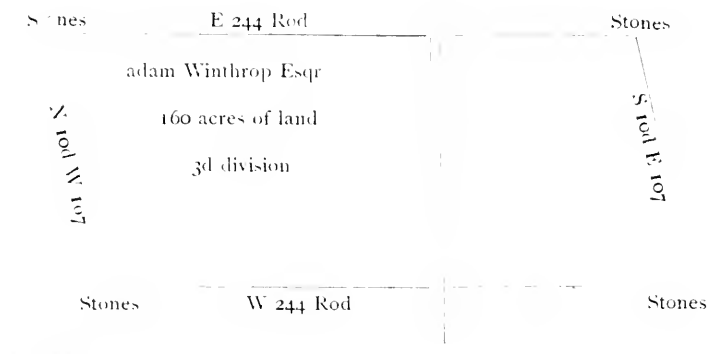 Stones E 244 Rod Stones
adam Winthrop Esqr
160 acres of land
3d division
N 10d W 107
S 10d E 107
Stones W 244 Rod Stones